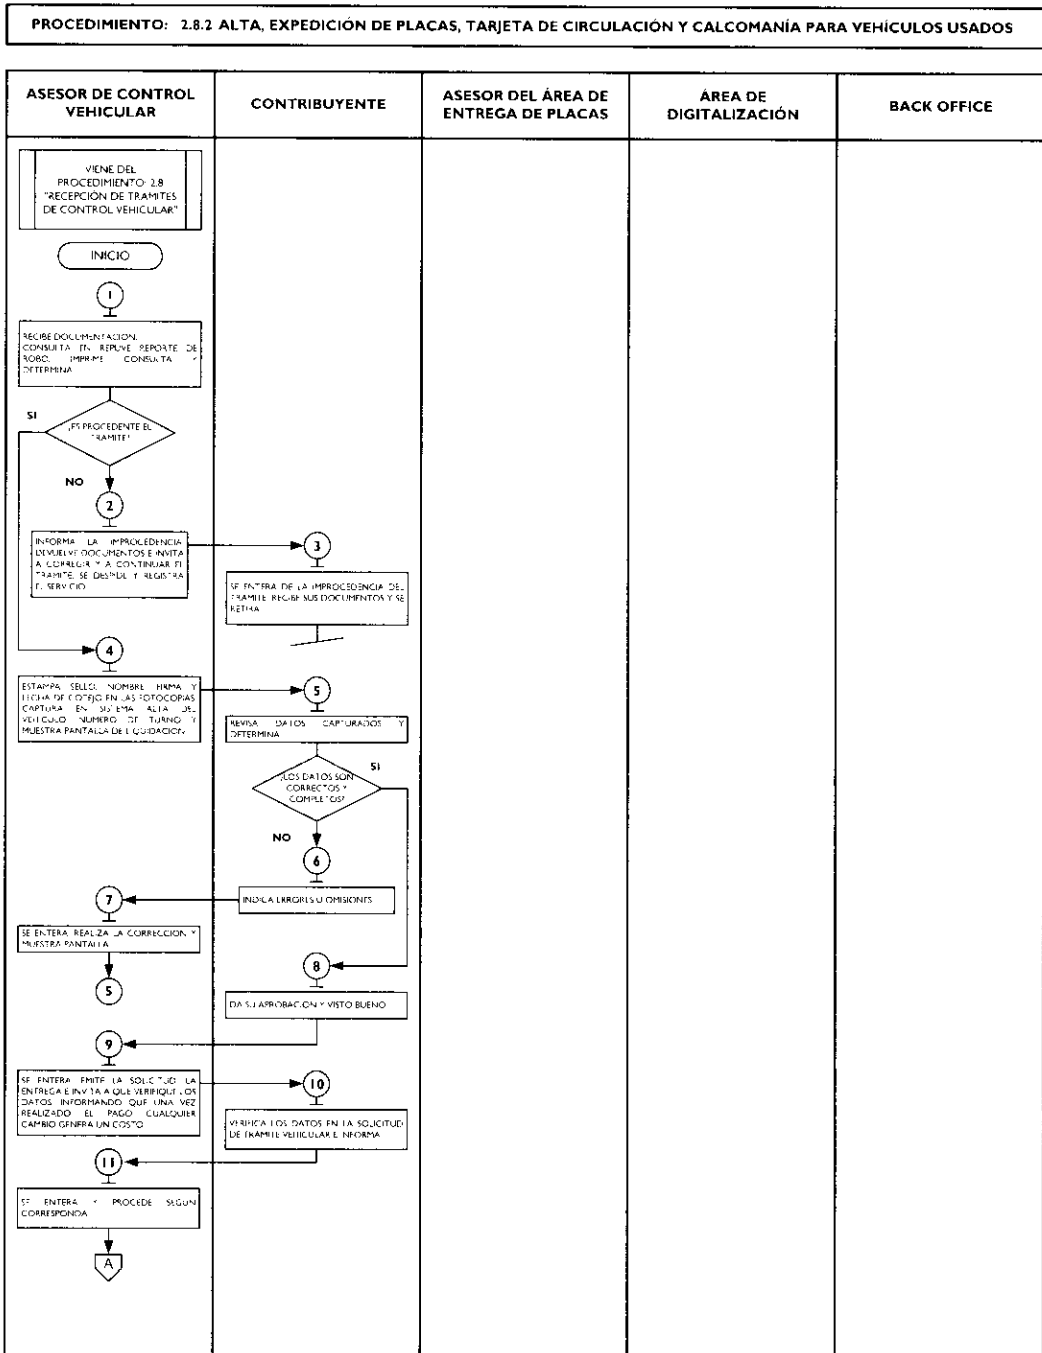 PROCEDIMIENTO: 2.8.2 ALTA, EXPEDICIÓN DE PLACAS, TARJETA DE CIRCULACIÓN Y CALCOMANÍA PARA VEHÍCULOS USADOS
ASESOR DE CONTROL
VEHICULAR
CONTRIBUYENTE
ASESOR DEL ÁREA DE
ENTREGA DE PLACAS
ÁREA DE
DIGITALIZACIÓN
BACK OFFICE
VIENE DEL
PROCEDIMIENTO: 2.8
"RECEPCIÓN DE TRAMITES
DE CONTROL VEHICULAR"
INICIO
1
RECIBE DOCUMENTACION.
CONSULTA EN REPUVE REPORTE DE
ROBO, IMPRIME CONSULTA Y
DETERMINA
SI
¿ES PROCEDENTE EL
TRAMITE?
NO
2
INFORMA LA IMPROCEDENCIA
DEVUELVE DOCUMENTOS E INVITA
A CORREGIR Y A CONTINUAR EL
TRAMITE, SE DESPIDE Y REGISTRA
EL SERVICIO
3
SE ENTERA DE LA IMPROCEDENCIA DEL
TRAMITE RECIBE SUS DOCUMENTOS Y SE
RETIRA
4
ESTAMPA SELLO, NOMBRE FIRMA Y
FECHA DE COTEJO EN LAS FOTOCOPIAS
CAPTURA EN SISTEMA ALTA DEL
VEHICULO NUMERO DE TURNO Y
MUESTRA PANTALLA DE LIQUIDACION
5
REVISA DATOS CAPTURADOS Y
DETERMINA
¿LOS DATOS SON
CORRECTOS Y
COMPLETOS?
SI
NO
6
INDICA ERRORES U OMISIONES
7
SE ENTERA REALIZA LA CORRECCION Y
MUESTRA PANTALLA
5
8
DA SU APROBACION Y VISTO BUENO
9
SE ENTERA EMITE LA SOLICITUD LA
ENTREGA E INVITA A QUE VERIFIQUE LOS
DATOS INFORMANDO QUE UNA VEZ
REALIZADO EL PAGO CUALQUIER
CAMBIO GENERA UN COSTO
10
VERIFICA LOS DATOS EN LA SOLICITUD
DE TRAMITE VEHICULAR E INFORMA
11
SE ENTERA Y PROCEDE SEGUN
CORRESPONDA
A